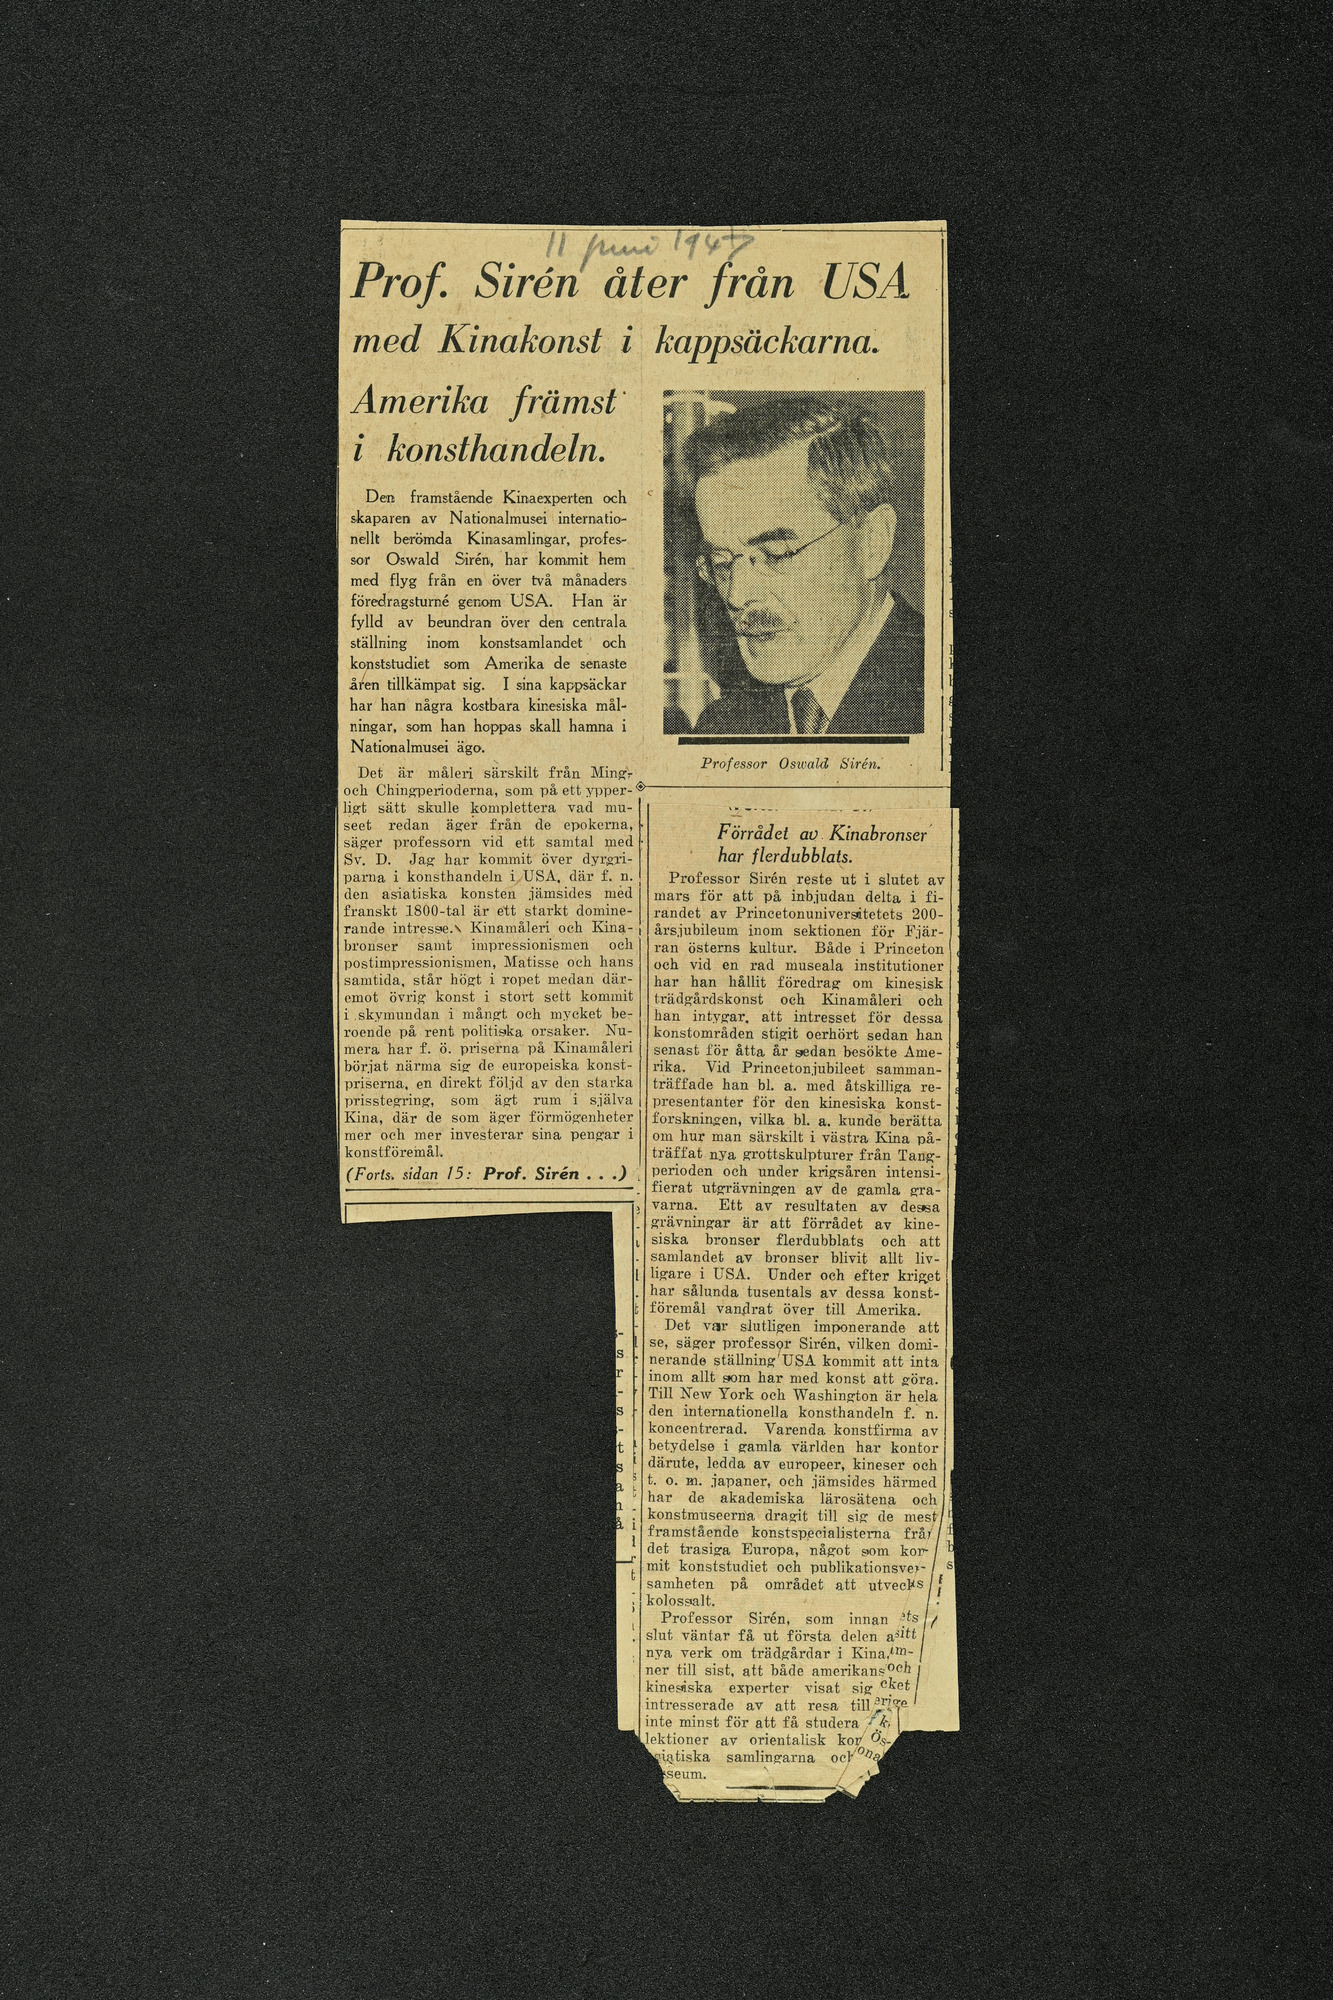 11 juni 1947
Prof. Sirén åter från USA
med Kinakonst i kappsäckarna.
Amerika främst
i konsthandeln.
Den framstående Kinaexperten och
skaparen av Nationalmusei internatio-
nellt berömda Kinasamlingar, profes-
sor Oswald Sirén, har kommit hem
med flyg från en över två månaders
föredragsturné genom USA. Han är
fylld av beundran över den centrala
ställning inom konstsamlandet och
konststudiet som Amerika de senaste
åren tillkämpat sig. I sina kappsäckar
har han några kostbara kinesiska mål-
ningar, som han hoppas skall hamna i
Nationalmusei ägo.
Det är måleri särskilt från Ming-
och Chingperioderna, som på ett ypper-
ligt sätt skulle komplettera vad mu-
seet redan äger från de epokerna,
säger professorn vid ett samtal med
Sv. D. Jag har kommit över dyrgri-
parna i konsthandeln i USA, där f. n.
den asiatiska konsten jämsides med
franskt 1800-tal är ett starkt domine-
rande intresse. Kinamåleri och Kina-
bronser samt impressionismen och
postimpressionismen, Matisse och hans
samtida, står högt i ropet medan där-
emot övrig konst i stort sett kommit
i skymundan i mångt och mycket be-
roende på rent politiska orsaker. Nu-
mera har f. ö. priserna på Kinamåleri
börjat närma sig de europeiska konst-
priserna, en direkt följd av den starka
prisstegring, som ägt rum i själva
Kina, där de som äger förmögenheter
mer och mer investerar sina pengar i
konstföremål.
(Forts. sidan 15: Prof. Sirén . . .)
Professor Oswald Sirén.
Förrådet av Kinabronser
har flerdubblats.
Professor Sirén reste ut i slutet av
mars för att på inbjudan delta i fi-
randet av Princetonuniversitetets 200-
årsjubileum inom sektionen för Fjär-
ran österns kultur. Både i Princeton
och vid en rad museala institutioner
har han hållit föredrag om kinesisk
trädgårdskonst och Kinamåleri och
han intygar, att intresset för dessa
konstområden stigit oerhört sedan han
senast för åtta år sedan besökte Ame-
rika. Vid Princetonjubileet samman-
träffade han bl. a. med åtskilliga re-
presentanter för den kinesiska konst-
forskningen, vilka bl. a. kunde berätta
om hur man särskilt i västra Kina på-
träffat nya grottskulpturer från Tang-
perioden och under krigsåren intensi-
fierat utgrävningen av de gamla gra-
varna. Ett av resultaten av dessa
grävningar är att förrådet av kine-
siska bronser flerdubblats och att
samlandet av bronser blivit allt liv-
ligare i USA. Under och efter kriget
har sålunda tusentals av dessa konst-
föremål vandrat över till Amerika.
Det var slutligen imponerande att
se, säger professor Sirén, vilken domi-
nerande ställning USA kommit att inta
inom allt som har med konst att göra.
Till New York och Washington är hela
den internationella konsthandeln f. n.
koncentrerad. Varenda konstfirma av
betydelse i gamla världen har kontor
därute, ledda av europeer, kineser och
t. o. m. japaner, och jämsides härmed
har de akademiska lärosätena och
konstmuseerna dragit till sig de mest
framstående konstspecialisterna från
det trasiga Europa, något som kom-
mit konststudiet och publikationsver-
samheten på området att utvecks
kolossalt.
Professor Sirén, som innan ets
slut väntar få ut första delen a sitt
nya verk om trädgårdar i Kina, m-
ner till sist, att både amerikans och
kinesiska experter visat sig cket
intresserade av att resa till erige
inte minst för att få studera k
lektioner av orientalisk kon Ös-
siatiska samlingarna och ona
seum.